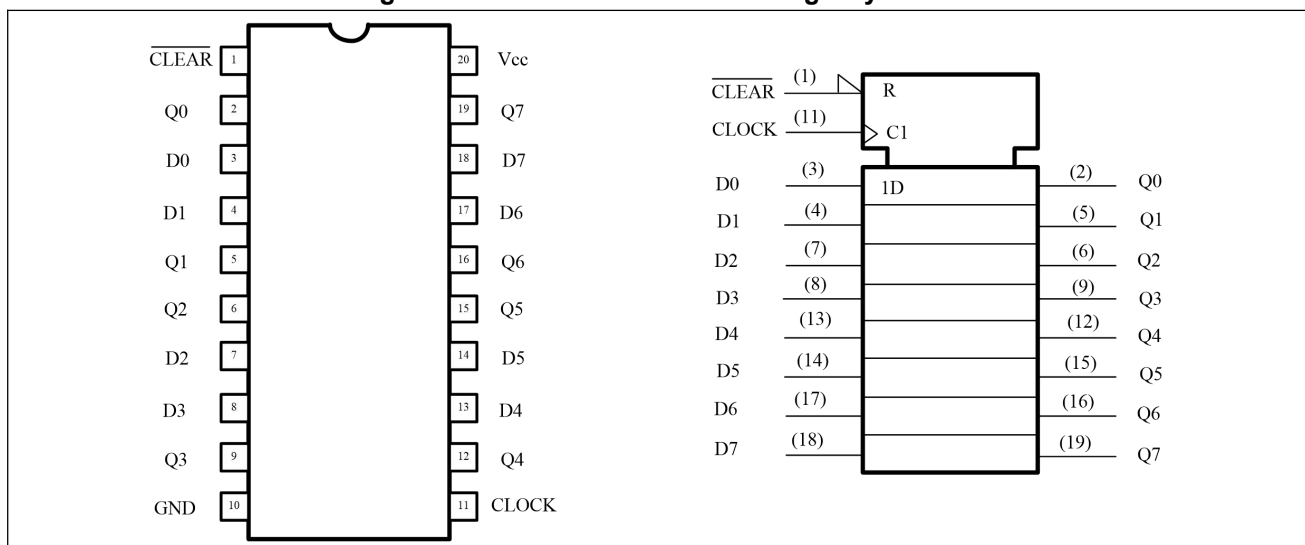 CLEAR 1 20 Vcc
Q0 2 19 Q7
D0 3 18 D7
D1 4 17 D6
Q1 5 16 Q6
Q2 6 15 Q5
D2 7 14 D5
D3 8 13 D4
Q3 9 12 Q4
GND 10 11 CLOCK
CLEAR (1) R
CLOCK (11) C1
D0 (3) 1D (2) Q0
D1 (4) (5) Q1
D2 (7) (6) Q2
D3 (8) (9) Q3
D4 (13) (12) Q4
D5 (14) (15) Q5
D6 (17) (16) Q6
D7 (18) (19) Q7